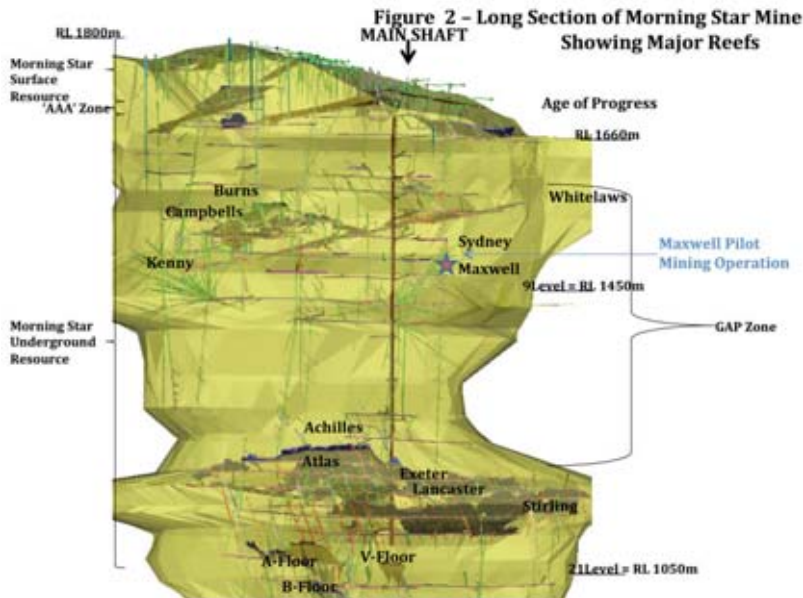 Figure 2 – Long Section of Morning Star Mine
Showing Major Reefs
RL 1800m
MAIN SHAFT
Morning Star
Surface
Resource
'AAA' Zone
Age of Progress
RL 1660m
Burns
Campbells
Whitelaws
Sydney
Kenny
Maxwell
Maxwell Pilot
Mining Operation
9Level = RL 1450m
Morning Star
Underground
Resource
GAP Zone
Achilles
Atlas
Exeter
Lancaster
Stirling
A-Floor
V-Floor
B-Floor
21Level = RL 1050m